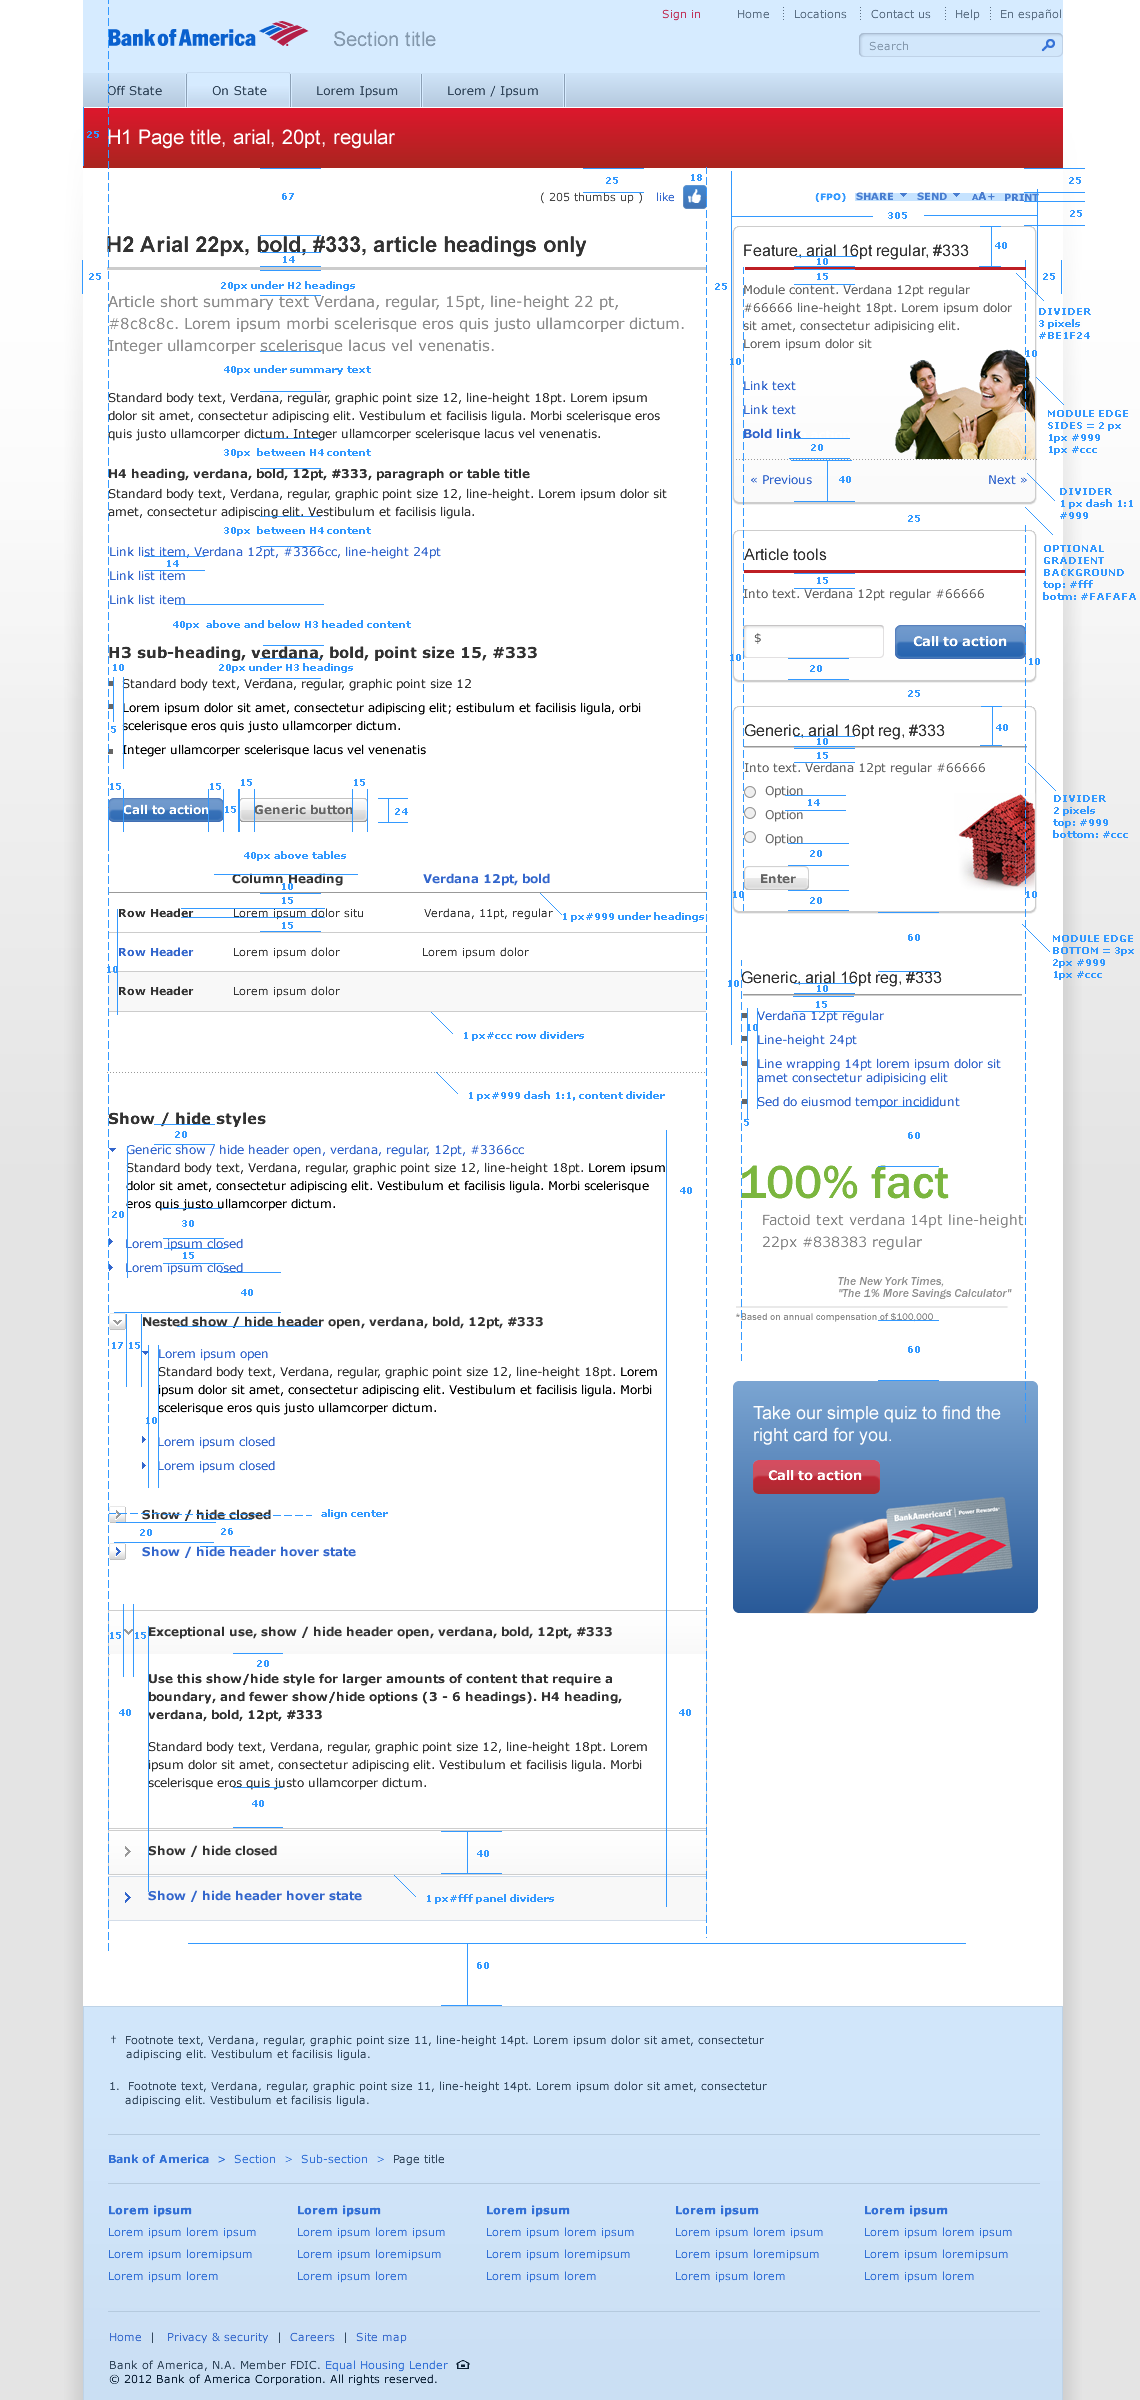 Sign in
Home
Locations
Contact us
Help
En español
Bank of America
Section title
Search
Off State
On State
Lorem Ipsum
Lorem / Ipsum
25
H1 Page title, arial, 20pt, regular
67
25
18
( 205 thumbs up )
like
(FPO)
SHARE
SEND
AA+
PRINT
25
305
25
H2 Arial 22px, bold, #333, article headings only
14
25
20px under H2 headings
Article short summary text Verdana, regular, 15pt, line-height 22 pt,
#8c8c8c. Lorem ipsum morbi scelerisque eros quis justo ullamcorper dictum.
Integer ullamcorper scelerisque lacus vel venenatis.
40px under summary text
Standard body text, Verdana, regular, graphic point size 12, line-height 18pt. Lorem ipsum
dolor sit amet, consectetur adipiscing elit. Vestibulum et facilisis ligula. Morbi scelerisque eros
quis justo ullamcorper dictum. Integer ullamcorper scelerisque lacus vel venenatis.
30px between H4 content
H4 heading, verdana, bold, 12pt, #333, paragraph or table title
Standard body text, Verdana, regular, graphic point size 12, line-height. Lorem ipsum dolor sit
amet, consectetur adipiscing elit. Vestibulum et facilisis ligula.
30px between H4 content
Link list item, Verdana 12pt, #3366cc, line-height 24pt
14
Link list item
Link list item
40px above and below H3 headed content
H3 sub-heading, verdana, bold, point size 15, #333
10
20px under H3 headings
Standard body text, Verdana, regular, graphic point size 12
Lorem ipsum dolor sit amet, consectetur adipiscing elit; estibulum et facilisis ligula, orbi
scelerisque eros quis justo ullamcorper dictum.
5
Integer ullamcorper scelerisque lacus vel venenatis
15
15
15
15
Call to action
15
Generic button
24
40px above tables
Column Heading
Verdana 12pt, bold
10
15
Row Header
Lorem ipsum dolor situ
Verdana, 11pt, regular
1 px#999 under headings
15
Row Header
Lorem ipsum dolor
Lorem ipsum dolor
10
Row Header
Lorem ipsum dolor
1 px#ccc row dividers
1 px#999 dash 1:1, content divider
Show / hide styles
20
Generic show / hide header open, verdana, regular, 12pt, #3366cc
Standard body text, Verdana, regular, graphic point size 12, line-height 18pt. Lorem ipsum
dolor sit amet, consectetur adipiscing elit. Vestibulum et facilisis ligula. Morbi scelerisque
eros quis justo ullamcorper dictum.
40
20
30
Lorem ipsum closed
15
Lorem ipsum closed
40
Nested show / hide header open, verdana, bold, 12pt, #333
17
15
Lorem ipsum open
Standard body text, Verdana, regular, graphic point size 12, line-height 18pt. Lorem
ipsum dolor sit amet, consectetur adipiscing elit. Vestibulum et facilisis ligula. Morbi
scelerisque eros quis justo ullamcorper dictum.
10
Lorem ipsum closed
Lorem ipsum closed
Show / hide closed
align center
20
26
Show / hide header hover state
15
15
Exceptional use, show / hide header open, verdana, bold, 12pt, #333
20
Use this show/hide style for larger amounts of content that require a
boundary, and fewer show/hide options (3 - 6 headings). H4 heading,
verdana, bold, 12pt, #333
40
40
Standard body text, Verdana, regular, graphic point size 12, line-height 18pt. Lorem
ipsum dolor sit amet, consectetur adipiscing elit. Vestibulum et facilisis ligula. Morbi
scelerisque eros quis justo ullamcorper dictum.
40
Show / hide closed
40
Show / hide header hover state
1 px#fff panel dividers
60
Feature, arial 16pt regular, #333
40
10
15
25
25
Module content. Verdana 12pt regular
#66666 line-height 18pt. Lorem ipsum dolor
sit amet, consectetur adipisicing elit.
Lorem ipsum dolor sit
DIVIDER
3 pixels
#BE1F24
10
10
Link text
Link text
Bold link
20
MODULE EDGE
SIDES = 2 px
1px #999
1px #ccc
« Previous
40
Next »
DIVIDER
1 px dash 1:1
#999
25
OPTIONAL
GRADIENT
BACKGROUND
top: #fff
botm: #FAFAFA
Article tools
15
Into text. Verdana 12pt regular #66666
$
Call to action
10
20
10
25
Generic, arial 16pt reg, #333
40
10
15
Into text. Verdana 12pt regular #66666
Option
14
Option
Option
20
Enter
10
20
10
DIVIDER
2 pixels
top: #999
bottom: #ccc
60
MODULE EDGE
BOTTOM = 3px
2px #999
1px #ccc
Generic, arial 16pt reg, #333
10
10
15
Verdana 12pt regular
10
Line-height 24pt
Line wrapping 14pt lorem ipsum dolor sit
amet consectetur adipisicing elit
Sed do eiusmod tempor incididunt
5
60
100% fact
Factoid text verdana 14pt line-height
22px #838383 regular
The New York Times,
"The 1% More Savings Calculator"
*Based on annual compensation of $100,000
60
Take our simple quiz to find the
right card for you.
Call to action
BankAmericard
Power Rewards
† Footnote text, Verdana, regular, graphic point size 11, line-height 14pt. Lorem ipsum dolor sit amet, consectetur
adipiscing elit. Vestibulum et facilisis ligula.
1. Footnote text, Verdana, regular, graphic point size 11, line-height 14pt. Lorem ipsum dolor sit amet, consectetur
adipiscing elit. Vestibulum et facilisis ligula.
Bank of America > Section > Sub-section > Page title
Lorem ipsum
Lorem ipsum
Lorem ipsum
Lorem ipsum
Lorem ipsum
Lorem ipsum lorem ipsum
Lorem ipsum lorem ipsum
Lorem ipsum lorem ipsum
Lorem ipsum lorem ipsum
Lorem ipsum lorem ipsum
Lorem ipsum loremipsum
Lorem ipsum loremipsum
Lorem ipsum loremipsum
Lorem ipsum loremipsum
Lorem ipsum loremipsum
Lorem ipsum lorem
Lorem ipsum lorem
Lorem ipsum lorem
Lorem ipsum lorem
Lorem ipsum lorem
Home | Privacy & security | Careers | Site map
Bank of America, N.A. Member FDIC. Equal Housing Lender
© 2012 Bank of America Corporation. All rights reserved.